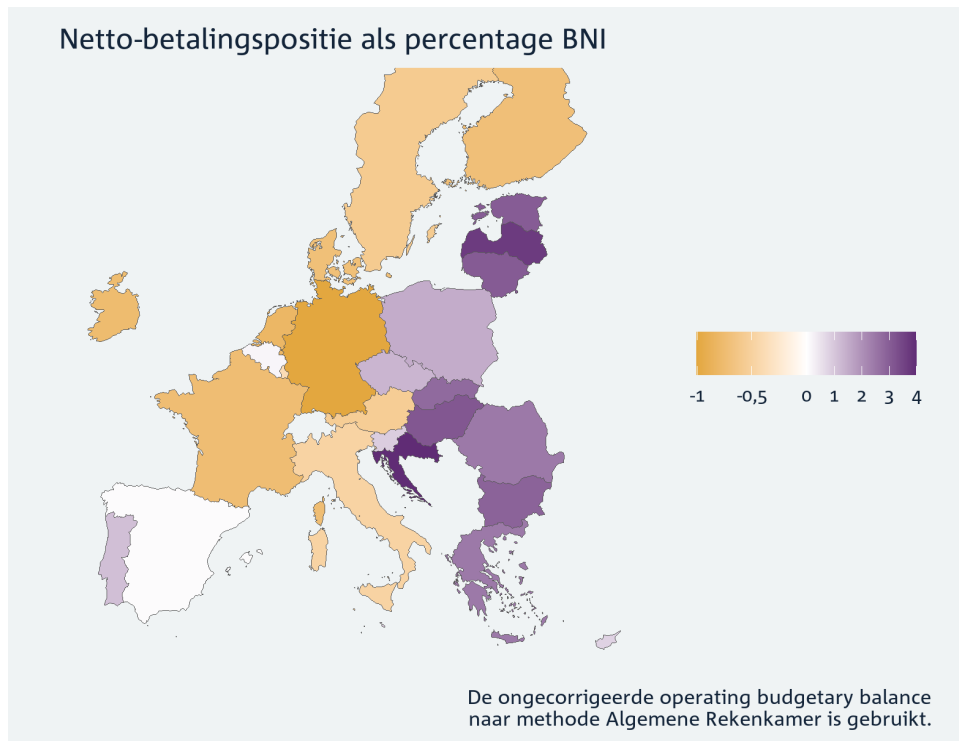 Netto-betalingspositie als percentage BNI
-1 -0,5 0 1 2 3 4
De ongecorrigeerde operating budgetary balance
naar methode Algemene Rekenkamer is gebruikt.